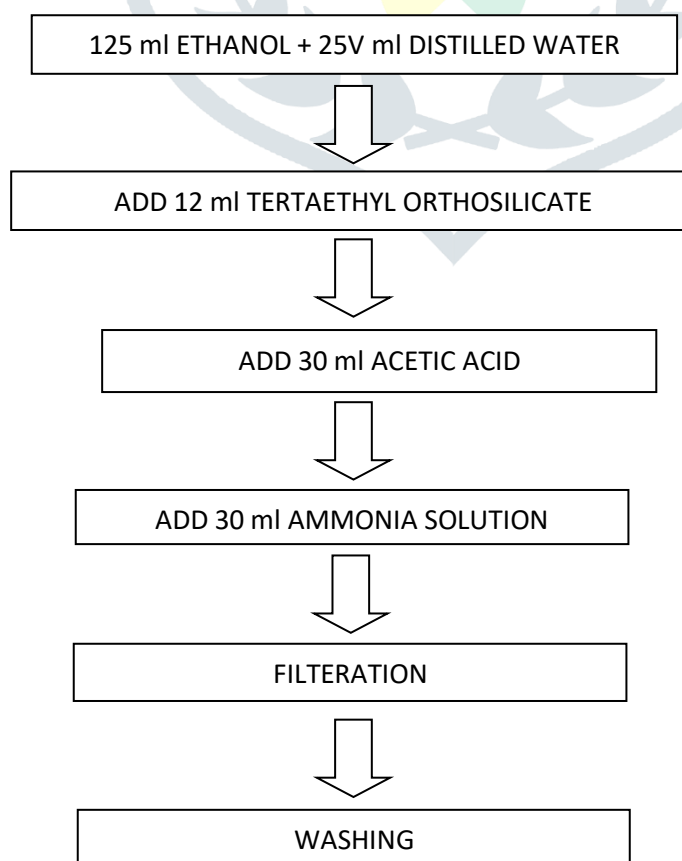 125 ml ETHANOL + 25V ml DISTILLED WATER
ADD 12 ml TERTAETHYL ORTHOSILICATE
ADD 30 ml ACETIC ACID
ADD 30 ml AMMONIA SOLUTION
FILTERATION
WASHING